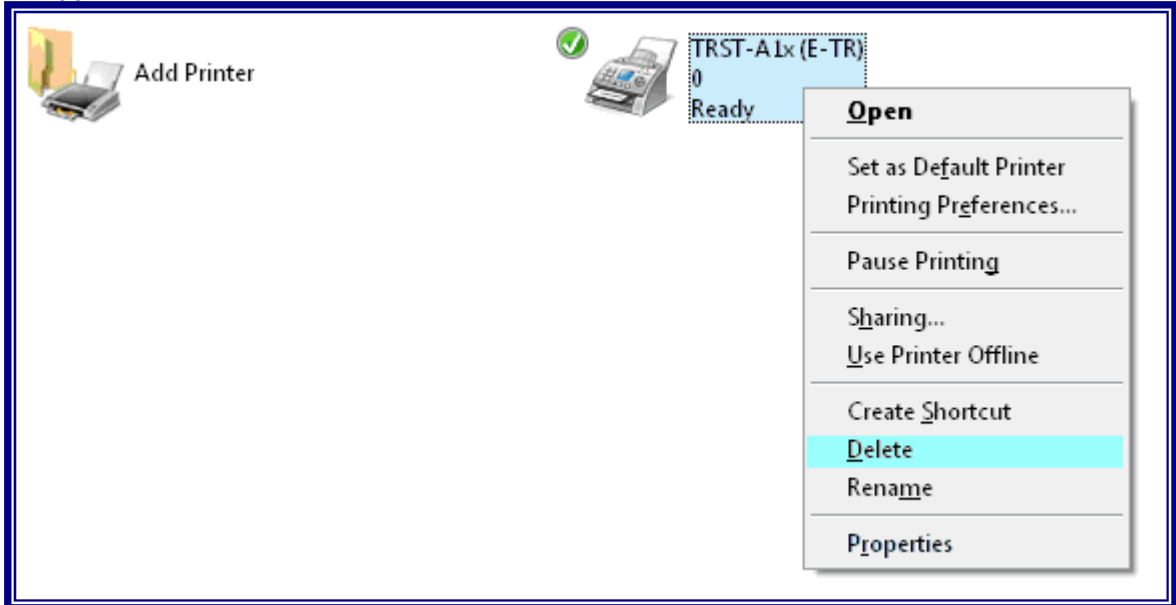 Add Printer
TRST-A1x (E-TR)
0
Ready
Open
Set as Default Printer
Printing Preferences...
Pause Printing
Sharing...
Use Printer Offline
Create Shortcut
Delete
Rename
Properties